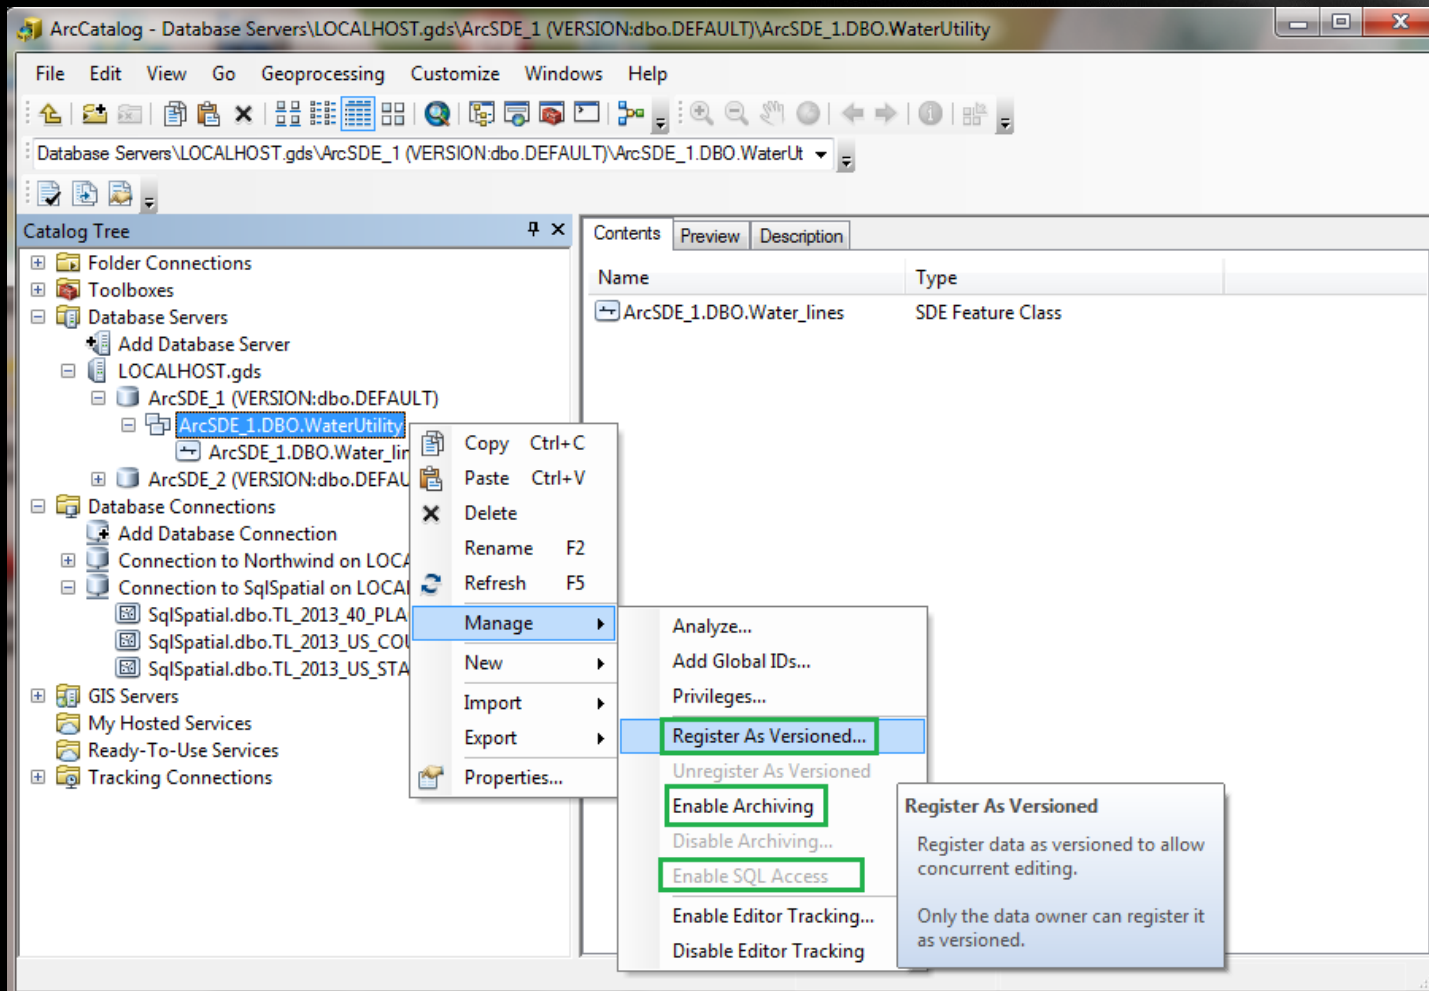 ArcCatalog - Database Servers\LOCALHOST.gds\ArcSDE_1 (VERSION:dbo.DEFAULT)\ArcSDE_1.DBO.WaterUtility
File Edit View Go Geoprocessing Customize Windows Help
Database Servers\LOCALHOST.gds\ArcSDE_1 (VERSION:dbo.DEFAULT)\ArcSDE_1.DBO.WaterUt
Catalog Tree
Folder Connections
Toolboxes
Database Servers
Add Database Server
LOCALHOST.gds
ArcSDE_1 (VERSION:dbo.DEFAULT)
ArcSDE_1.DBO.WaterUtility
ArcSDE_1.DBO.Water_lin
ArcSDE_2 (VERSION:dbo.DEFAU
Database Connections
Add Database Connection
Connection to Northwind on LOCA
Connection to SqlSpatial on LOCAL
SqlSpatial.dbo.TL_2013_40_PLA
SqlSpatial.dbo.TL_2013_US_COU
SqlSpatial.dbo.TL_2013_US_STA
GIS Servers
My Hosted Services
Ready-To-Use Services
Tracking Connections
Contents Preview Description
Name Type
ArcSDE_1.DBO.Water_lines SDE Feature Class
Copy Ctrl+C
Paste Ctrl+V
Delete
Rename F2
Refresh F5
Manage
New
Import
Export
Properties...
Analyze...
Add Global IDs...
Privileges...
Register As Versioned...
Unregister As Versioned
Enable Archiving
Disable Archiving...
Enable SQL Access
Enable Editor Tracking...
Disable Editor Tracking
Register As Versioned
Register data as versioned to allow
concurrent editing.
Only the data owner can register it
as versioned.